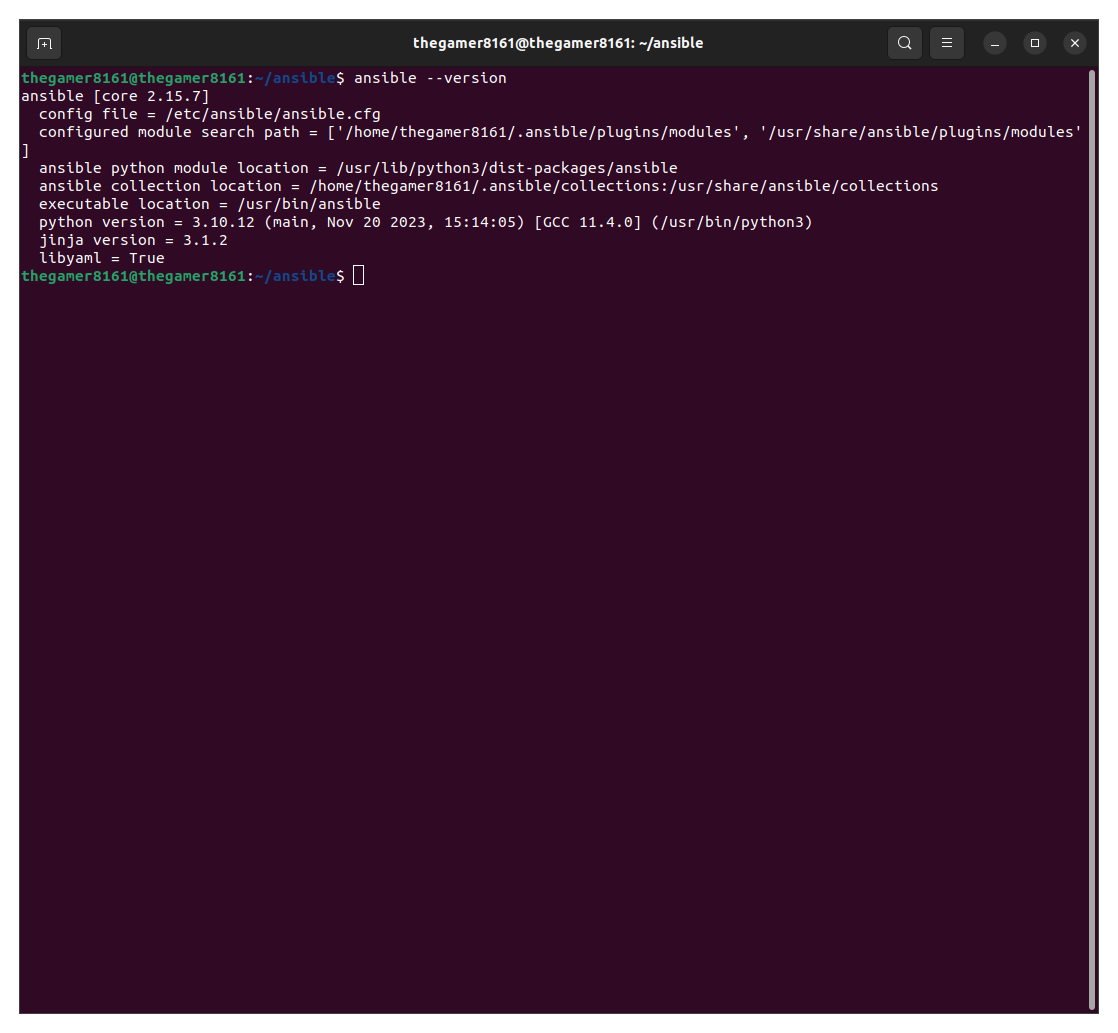 thegamer8161@thegamer8161: ~/ansible
thegamer8161@thegamer8161:~/ansible$ ansible --version
ansible [core 2.15.7]
  config file = /etc/ansible/ansible.cfg
  configured module search path = ['/home/thegamer8161/.ansible/plugins/modules', '/usr/share/ansible/plugins/modules'
]
  ansible python module location = /usr/lib/python3/dist-packages/ansible
  ansible collection location = /home/thegamer8161/.ansible/collections:/usr/share/ansible/collections
  executable location = /usr/bin/ansible
  python version = 3.10.12 (main, Nov 20 2023, 15:14:05) [GCC 11.4.0] (/usr/bin/python3)
  jinja version = 3.1.2
  libyaml = True
thegamer8161@thegamer8161:~/ansible$